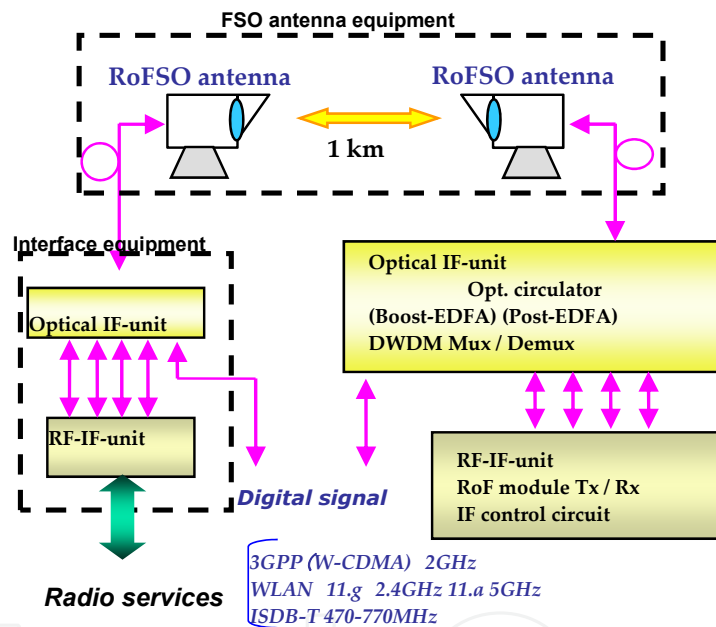 FSO antenna equipment
RoFSO antenna
RoFSO antenna
1 km
Interface equipment
Optical IF-unit
RF-IF-unit
Optical IF-unit
Opt. circulator
(Boost-EDFA) (Post-EDFA)
DWDM Mux / Demux
RF-IF-unit
RoF module Tx / Rx
IF control circuit
Digital signal
Radio services
3GPP (W-CDMA) 2GHz
WLAN 11.g 2.4GHz 11.a 5GHz
ISDB-T 470-770MHz